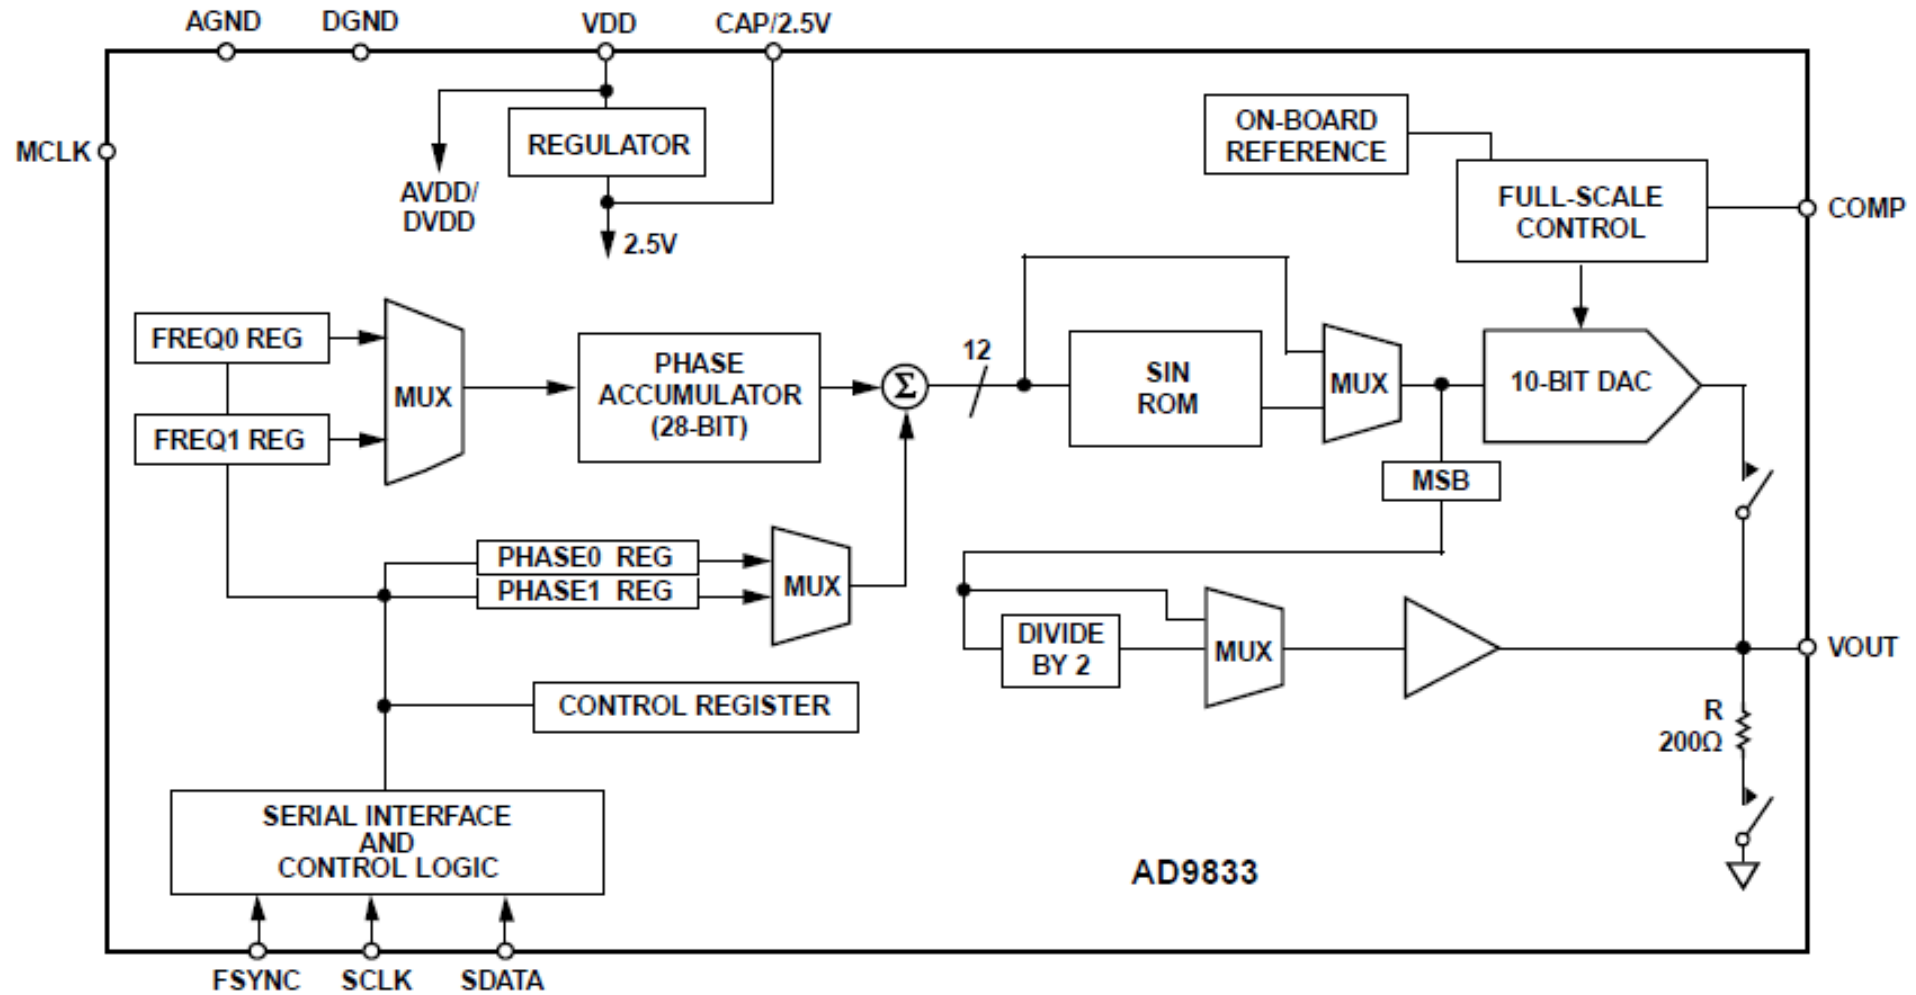 AGND
DGND
VDD
CAP/2.5V
MCLK
REGULATOR
AVDD/
DVDD
2.5V
ON-BOARD
REFERENCE
FULL-SCALE
CONTROL
COMP
FREQ0 REG
FREQ1 REG
MUX
PHASE
ACCUMULATOR
(28-BIT)
Σ
12
SIN
ROM
MUX
10-BIT DAC
MSB
PHASE0 REG
PHASE1 REG
MUX
DIVIDE
BY 2
MUX
VOUT
CONTROL REGISTER
R
200Ω
SERIAL INTERFACE
AND
CONTROL LOGIC
AD9833
FSYNC
SCLK
SDATA